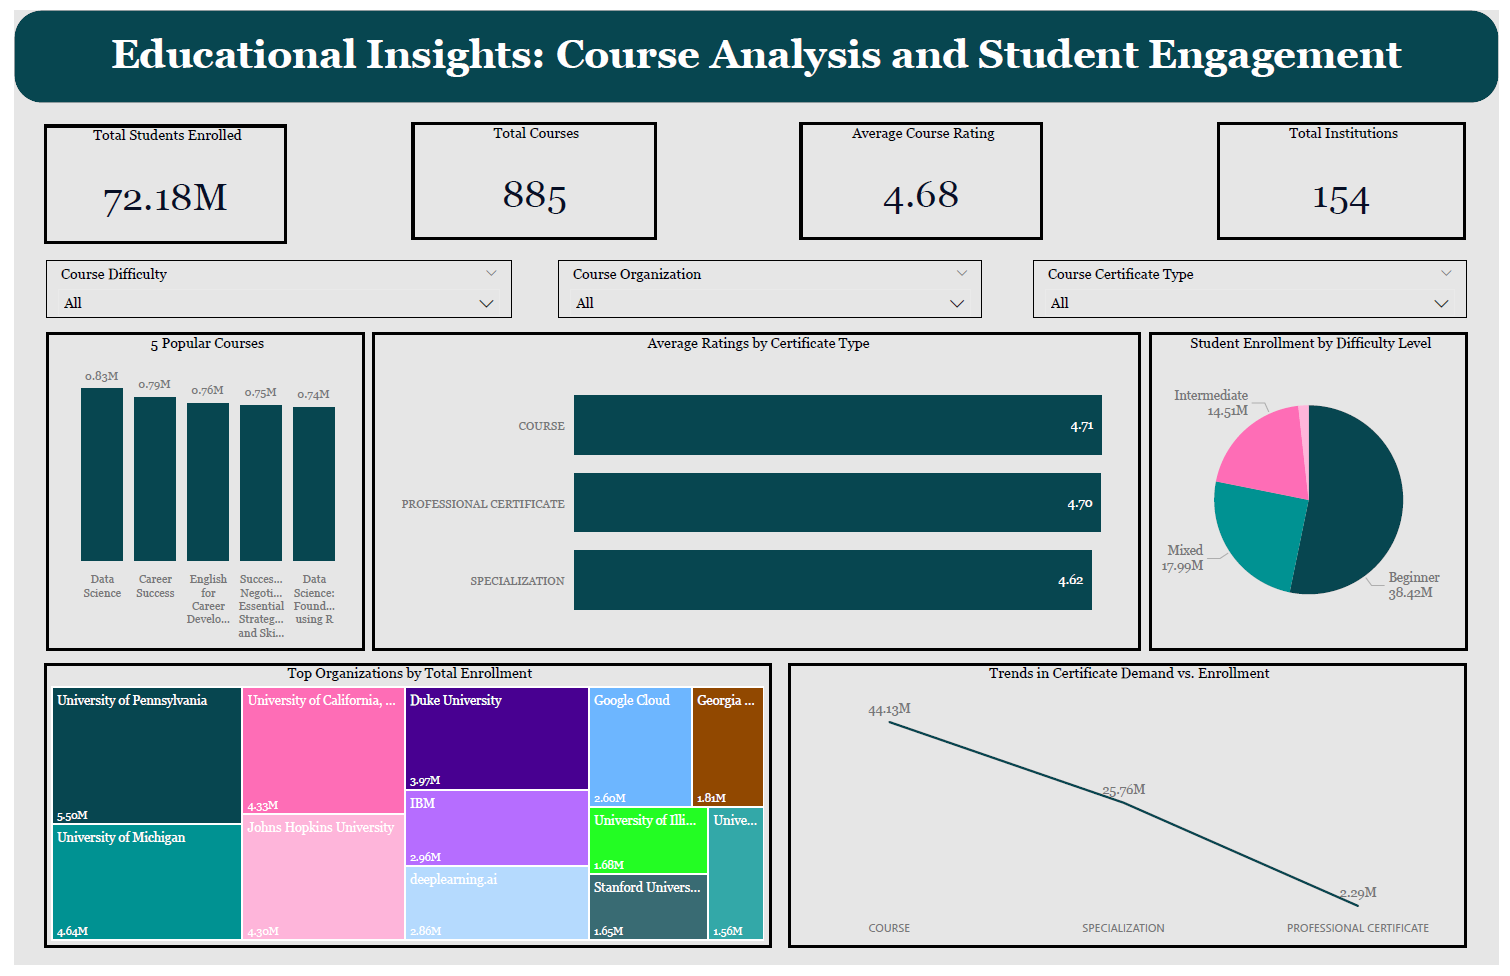 Educational Insights: Course Analysis and Student Engagement
Total Students Enrolled
72.18M
Total Courses
885
Average Course Rating
4.68
Total Institutions
154
Course Difficulty
All
Course Organization
All
Course Certificate Type
All
5 Popular Courses
0.83M
0.79M
0.76M
0.75M
0.74M
Data
Science
Career
Success
English
for
Career
Develo...
Succes...
Negoti...
Essential
Strateg...
and Ski...
Data
Science:
Found...
using R
Average Ratings by Certificate Type
COURSE
4.71
PROFESSIONAL CERTIFICATE
4.70
SPECIALIZATION
4.62
Student Enrollment by Difficulty Level
Intermediate
14.51M
Mixed
17.99M
Beginner
38.42M
Top Organizations by Total Enrollment
University of Pennsylvania
5.50M
University of Michigan
4.64M
University of California, ...
4.33M
Johns Hopkins University
4.30M
Duke University
3.97M
IBM
2.96M
deeplearning.ai
2.86M
Google Cloud
2.60M
Georgia ...
1.81M
University of Illi...
1.68M
Stanford Univers...
1.65M
Unive...
1.56M
Trends in Certificate Demand vs. Enrollment
44.13M
25.76M
2.29M
COURSE
SPECIALIZATION
PROFESSIONAL CERTIFICATE